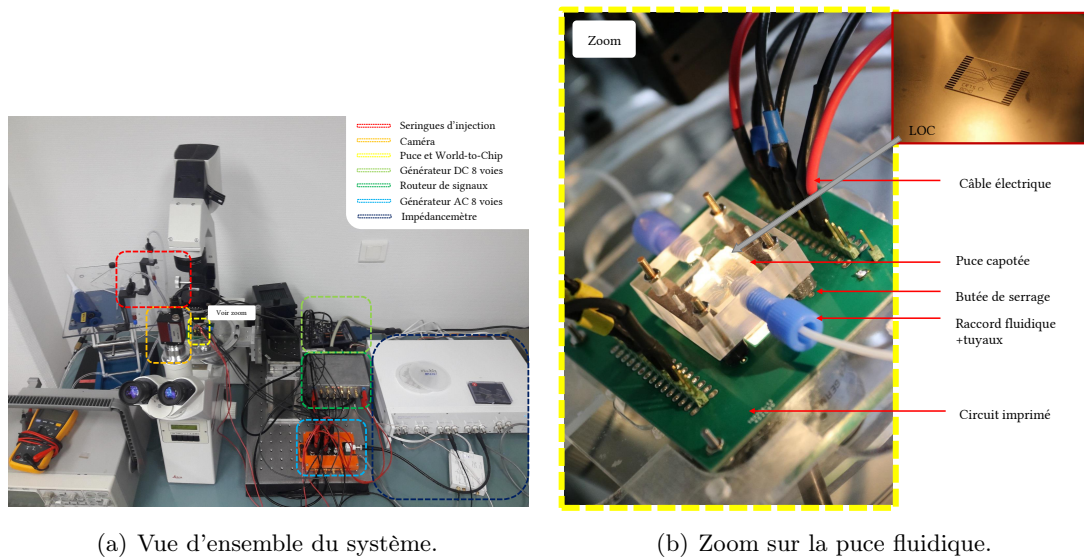 Seringues d'injection
Caméra
Puce et World-to-Chip
Générateur DC 8 voies
Routeur de signaux
Générateur AC 8 voies
Impédancemètre
Voir zoom
(a) Vue d'ensemble du système.
Zoom
LOC
Câble électrique
Puce capotée
Butée de serrage
Raccord fluidique
+tuyaux
Circuit imprimé
(b) Zoom sur la puce fluidique.